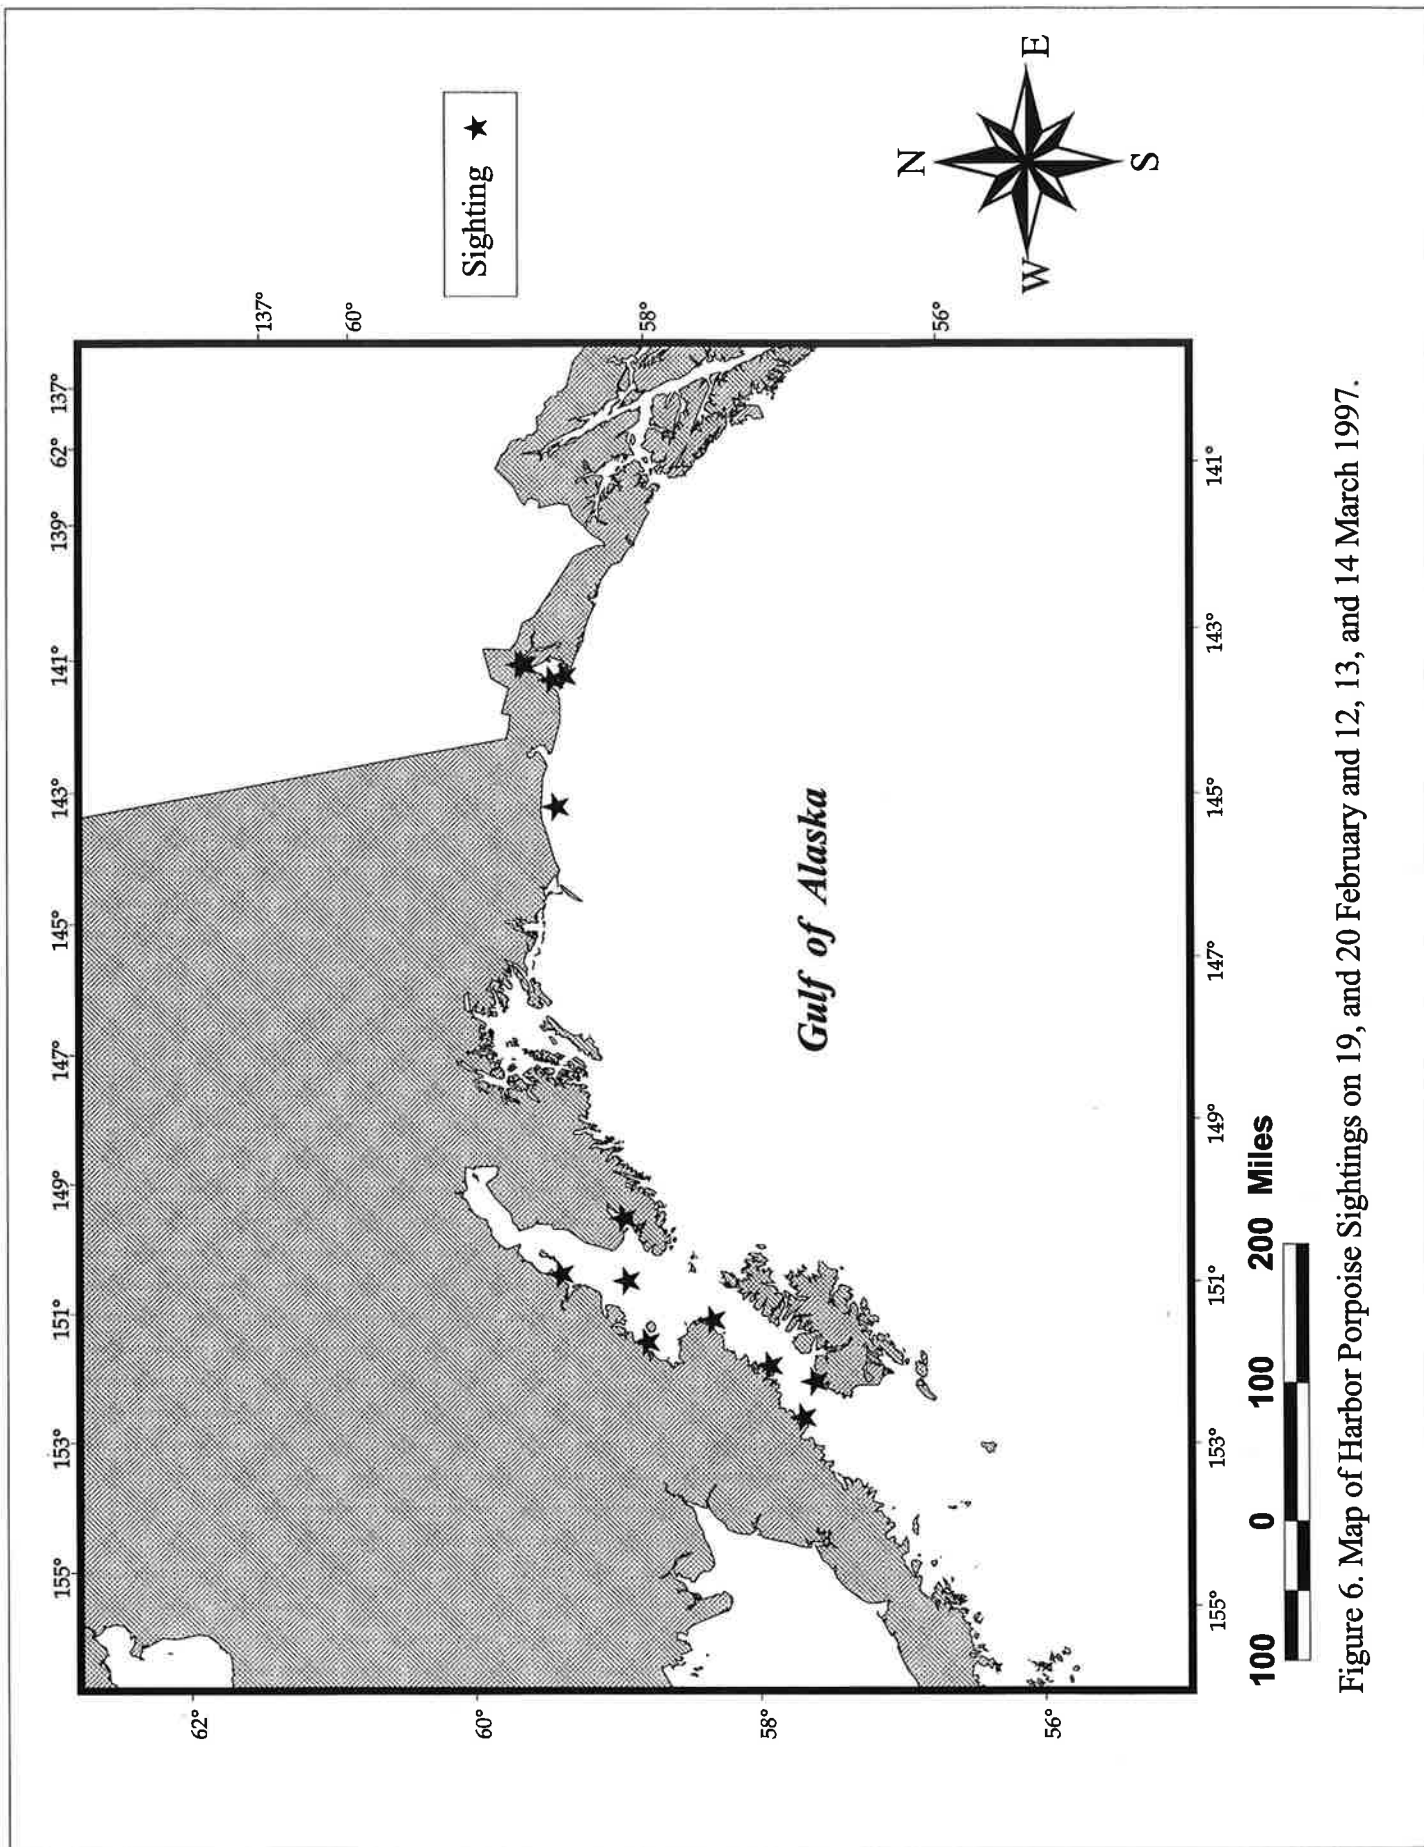 137° 62° 139° 141° 143° 145° 147° 149° 151° 153° 155°
137°
60°
58°
56°
62°
60°
58°
56°
Gulf of Alaska
141° 143° 145° 147° 149° 151° 153° 155°
Sighting
N
W E
S
100 0 100 200 Miles
Figure 6. Map of Harbor Porpoise Sightings on 19, and 20 February and 12, 13, and 14 March 1997.